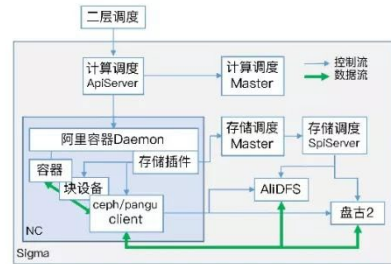 二层调度
控制流
数据流
计算调度
ApiServer
计算调度
Master
阿里容器Daemon
存储插件
容器
块设备
ceph/pangu
client
NC
存储调度
Master
存储调度
SplServer
AliDFS
盘古2
Sigma